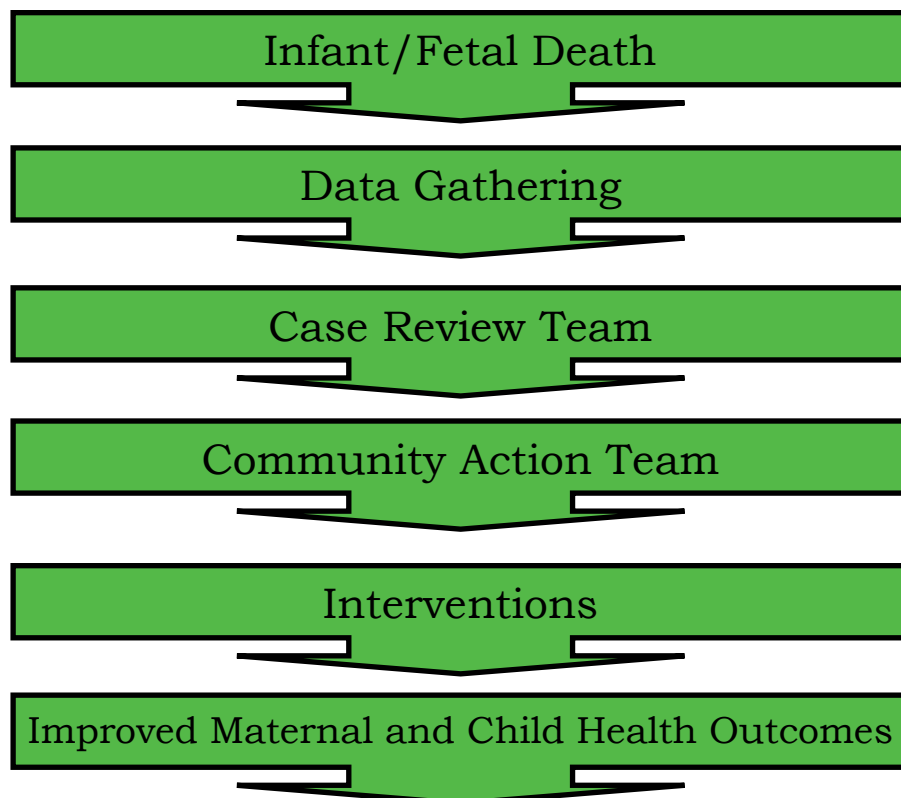 Infant/Fetal Death
Data Gathering
Case Review Team
Community Action Team
Interventions
Improved Maternal and Child Health Outcomes